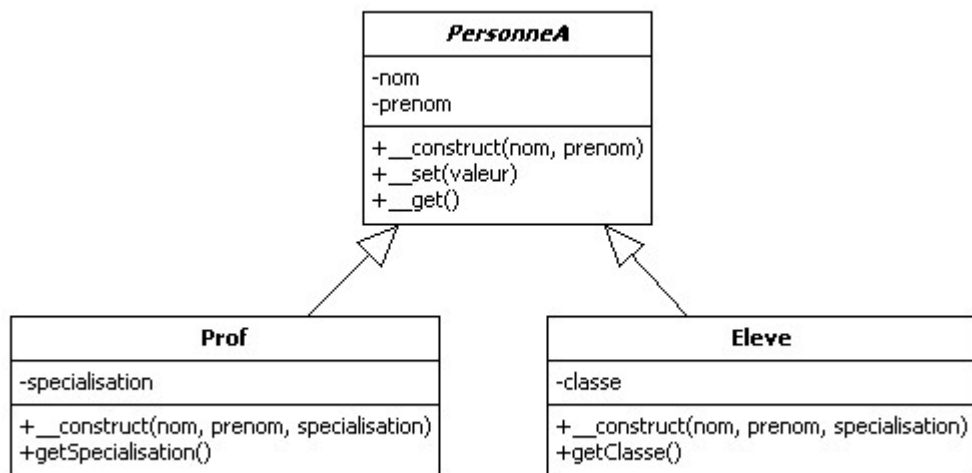 PersonneA
-nom
-prenom
+__construct(nom, prenom)
+__set(valeur)
+__get()
Prof
-specialisation
+__construct(nom, prenom, specialisation)
+getSpecialisation()
Eleve
-classe
+__construct(nom, prenom, specialisation)
+getClasse()